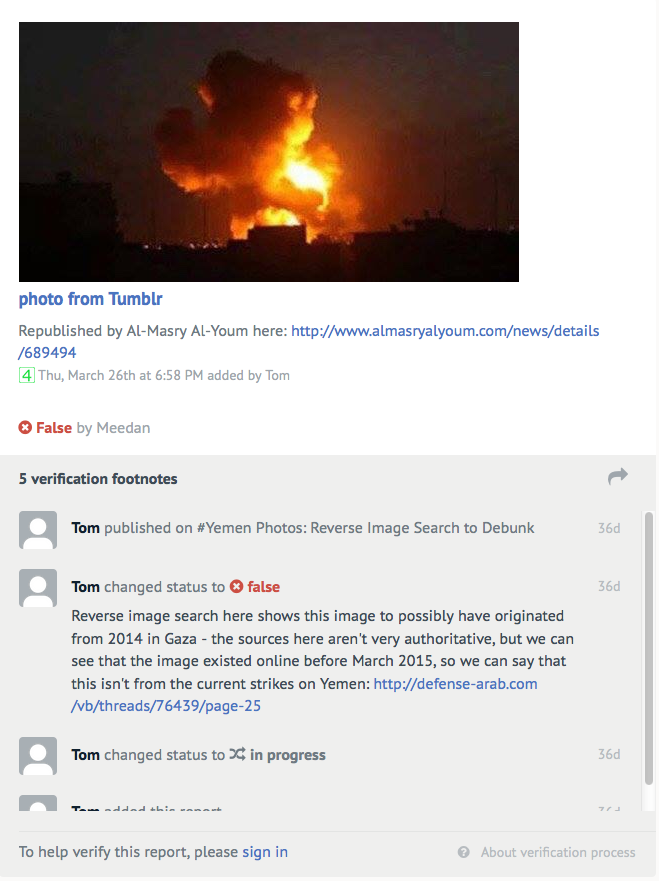 photo from Tumblr
Republished by Al-Masry Al-Youm here: http://www.almasryalyoum.com/news/details
/689494
4 Thu, March 26th at 6:58 PM added by Tom
False by Meedan
5 verification footnotes
Tom published on #Yemen Photos: Reverse Image Search to Debunk 36d
Tom changed status to false 36d
Reverse image search here shows this image to possibly have originated
from 2014 in Gaza - the sources here aren't very authoritative, but we can
see that the image existed online before March 2015, so we can say that
this isn't from the current strikes on Yemen: http://defense-arab.com
/vb/threads/76439/page-25
Tom changed status to in progress 36d
Tom added this report
To help verify this report, please sign in
? About verification process